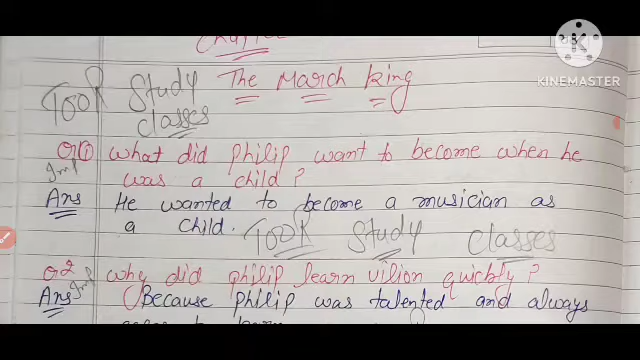 Chapter
The March King
Took Study
classes
KINEMASTER
Q① What did Philip want to become when he
Imp
was a child?
Ans He wanted to become a musician as
a child.
Took Study Classes
Q2 Why did philip learn vilion quickly?
Imp
Ans Because philip was talented and always